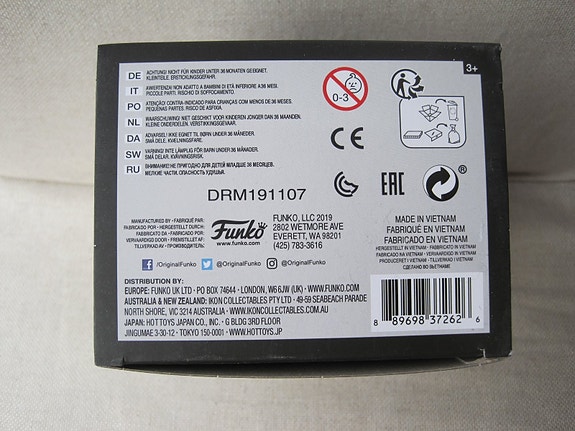 3+
DE ACHTUNG! NICHT FÜR KINDER UNTER 36 MONATEN GEEIGNET,
KLEINTEILE. ERSTICKUNGSGEFAHR.
IT AVVERTENZA! NON ADATTO A BAMBINI DI ETÀ INFERIORE A 36 MESI.
PICCOLE PARTI. RISCHIO DI SOFFOCAMENTO.
PO ATENÇÃO! CONTRA-INDICADO PARA CRIANÇAS COM MENOS DE 36 MESES.
PEQUENAS PARTES. RISCO DE ASFIXIA
NL WAARSCHUWING! NIET GESCHIKT VOOR KINDEREN JONGER DAN 36 MAANDEN.
KLEINE ONDERDELEN, VERSTIKKINGSGEVAAR.
DA ADVARSEL! IKKE EGNET TIL BØRN UNDER 36 MÅNEDER.
SMÅ DELE. KVÆLNINGSFARE.
SW VARNING! INTE LÄMPLIG FÖR BARN UNDER 36 MÅNADER.
SMÅ DELAR. KVÄVNINGSRISK.
RU ВНИМАНИЕ! НЕ ПРИГОДНО ДЛЯ ДЕТЕЙ МЛАДШЕ 36 МЕСЯЦЕВ.
МЕЛКИЕ ЧАСТИ, ОПАСНОСТЬ УДУШЬЯ.
0-3
CE
EAC
®
DRM191107
MANUFACTURED BY • FABRIQUÉ PAR:
FABRICADO POR • HERGESTELLT DURCH:
FABBRICATO DA • FABRICADO POR:
VERVAARDIGD DOOR • FREMSTILLET AF:
TILLVERKAD AV • ПРОИЗВЕДЕНО:
Funko
www.funko.com
FUNKO, LLC 2019
2802 WETMORE AVE
EVERETT, WA 98201
(425) 783-3616
MADE IN VIETNAM
FABRIQUÉ EN VIETNAM
FABRICADO EN VIETNAM
HERGESTELLT IN VIETNAM • FABBRICATO IN VIETNAM
FABRICADO NO VIETNAM • VERVAARDIGD IN VIETNAM
PRODUCERET I VIETNAM • TILLVERKAD I VIETNAM
СДЕЛАНО ВО ВЬЕТНАМЕ
f /OriginalFunko @OriginalFunko @OriginalFunko
DISTRIBUTION BY:
EUROPE: FUNKO UK LTD • PO BOX 74644 • LONDON, W6 6JW (UK) • WWW.FUNKO.COM
AUSTRALIA & NEW ZEALAND: IKON COLLECTABLES PTY LTD • 49-59 SEABEACH PARADE
NORTH SHORE, VIC 3214 AUSTRALIA • WWW.IKONCOLLECTABLES.COM.AU
JAPAN: HOT TOYS JAPAN CO., INC. • G BLDG 3RD FLOOR
JINGUMAE 3-30-12 • TOKYO 150-0001 • WWW.HOTTOYS.JP
8 89698 37262 6